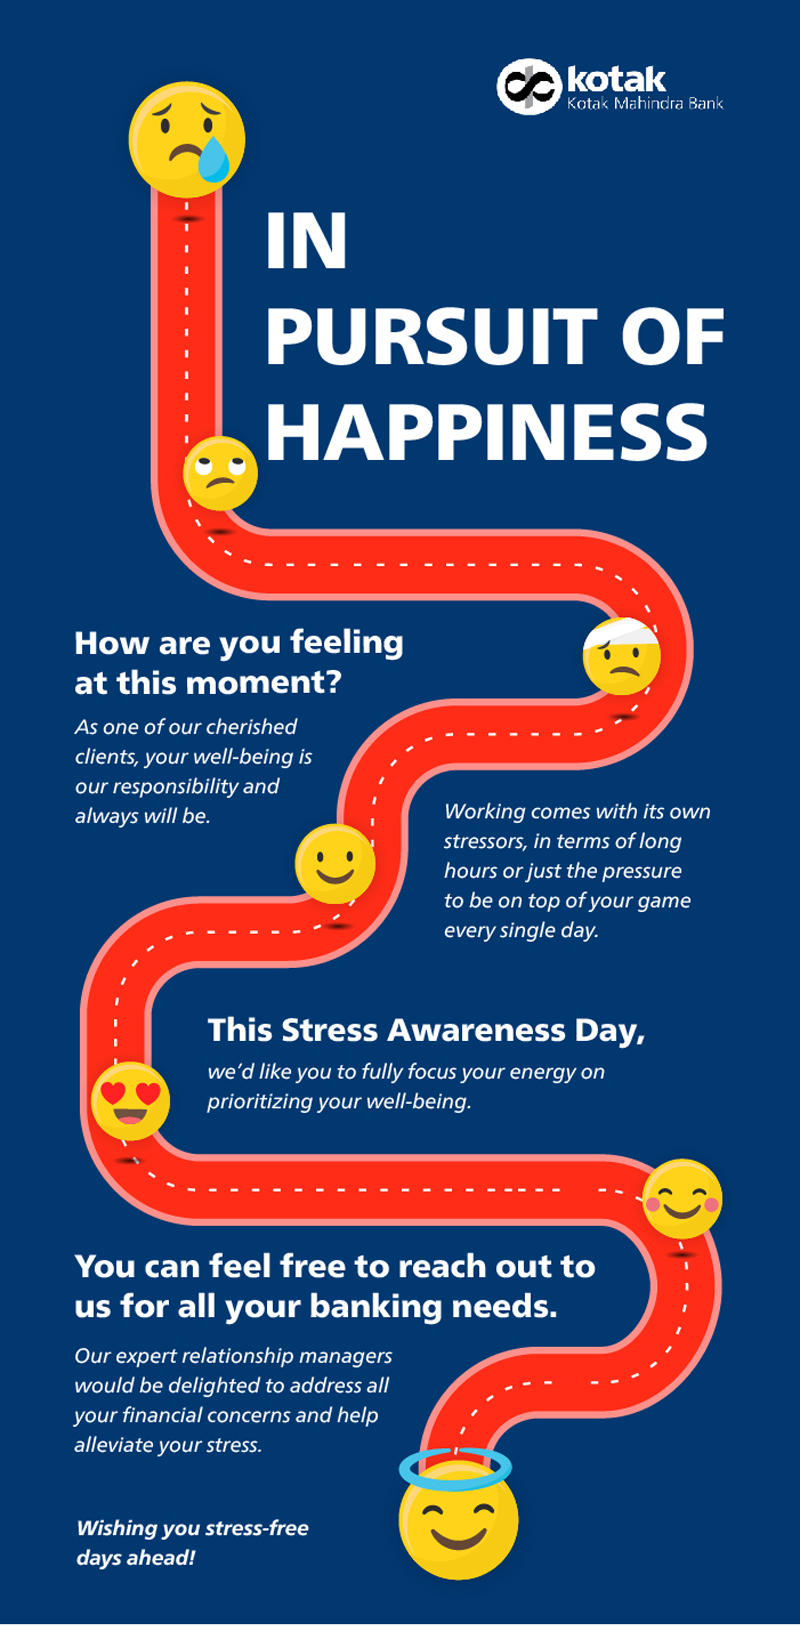 kotak
Kotak Mahindra Bank
IN
PURSUIT OF
HAPPINESS
How are you feeling
at this moment?
As one of our cherished
clients, your well-being is
our responsibility and
always will be.
Working comes with its own
stressors, in terms of long
hours or just the pressure
to be on top of your game
every single day.
This Stress Awareness Day,
we’d like you to fully focus your energy on
prioritizing your well-being.
You can feel free to reach out to
us for all your banking needs.
Our expert relationship managers
would be delighted to address all
your financial concerns and help
alleviate your stress.
Wishing you stress-free
days ahead!